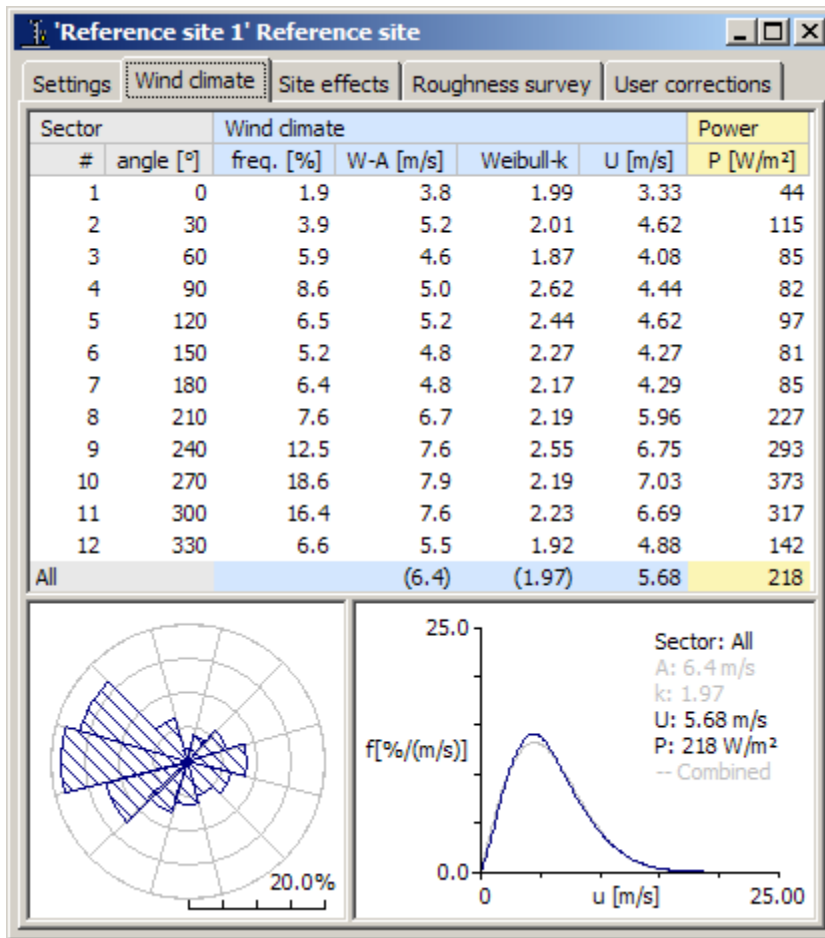 'Reference site 1' Reference site
Settings Wind climate Site effects Roughness survey User corrections
Sector Wind climate Power
# angle [°] freq. [%] W-A [m/s] Weibull-k U [m/s] P [W/m²]
1 0 1.9 3.8 1.99 3.33 44
2 30 3.9 5.2 2.01 4.62 115
3 60 5.9 4.6 1.87 4.08 85
4 90 8.6 5.0 2.62 4.44 82
5 120 6.5 5.2 2.44 4.62 97
6 150 5.2 4.8 2.27 4.27 81
7 180 6.4 4.8 2.17 4.29 85
8 210 7.6 6.7 2.19 5.96 227
9 240 12.5 7.6 2.55 6.75 293
10 270 18.6 7.9 2.19 7.03 373
11 300 16.4 7.6 2.23 6.69 317
12 330 6.6 5.5 1.92 4.88 142
All (6.4) (1.97) 5.68 218
20.0%
25.0
Sector: All
A: 6.4 m/s
k: 1.97
U: 5.68 m/s
P: 218 W/m²
-- Combined
f[%/(m/s)]
0.0
0 u [m/s] 25.00